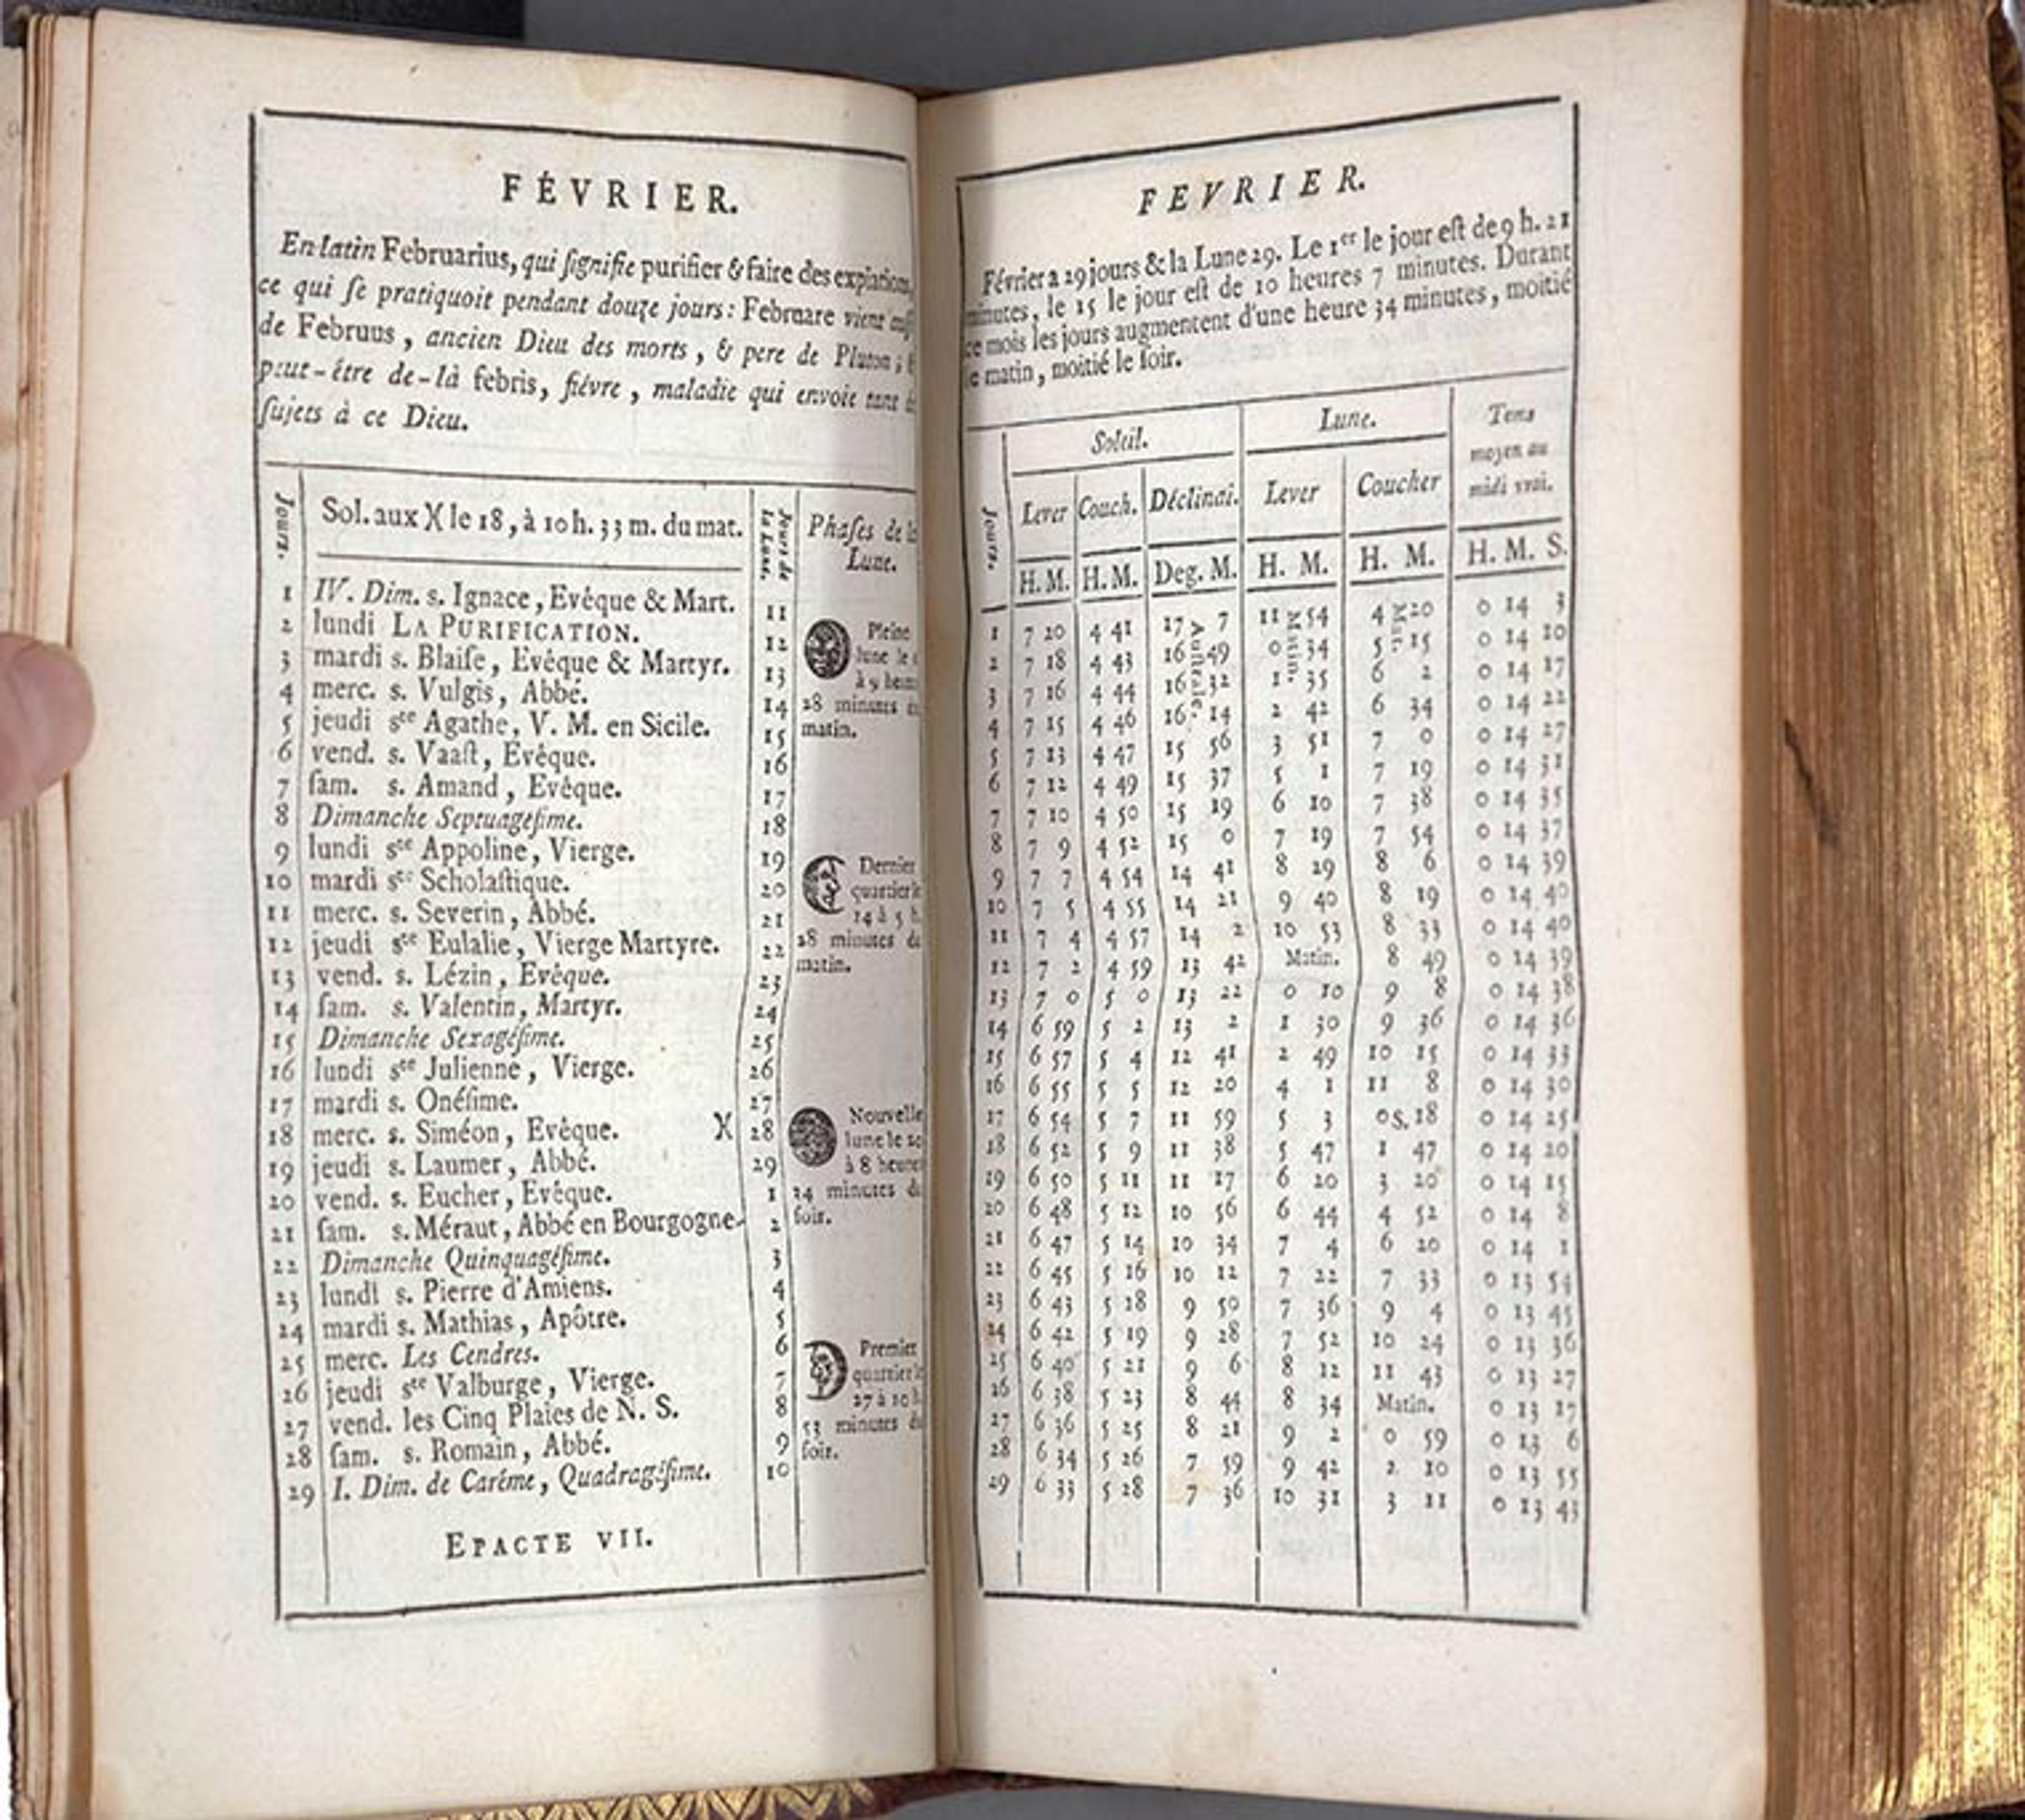 FÉVRIER.
En latin Februarius, qui ſignifie purifier & faire des expiations,
ce qui ſe pratiquoit pendant douze jours : Februare vient
de Februus, ancien Dieu des morts, & pere de Pluton ;
peut-être de-là febris, fiévre, maladie qui envoie tant
ſujets à ce Dieu.
Jours.
Sol. aux )( le 18, à 10 h. 33 m. du mat.
Jours de la Lune.
Phaſes de la
Lune.
1 IV. Dim. s. Ignace, Evêque & Mart. 11
2 lundi LA PURIFICATION. 12
3 mardi s. Blaiſe, Evêque & Martyr. 13
4 merc. s. Vulgis, Abbé. 14
5 jeudi ste Agathe, V. M. en Sicile. 15
6 vend. s. Vaaſt, Evêque. 16
7 ſam. s. Amand, Evêque. 17
8 Dimanche Septuageſime. 18
9 lundi ste Appoline, Vierge. 19
10 mardi ste Scholaſtique. 20
11 merc. s. Severin, Abbé. 21
12 jeudi ste Eulalie, Vierge Martyre. 22
13 vend. s. Lézin, Evêque. 23
14 ſam. s. Valentin, Martyr. 24
15 Dimanche Sexagéſime. 25
16 lundi ste Julienne, Vierge. 26
17 mardi s. Onéſime. 27
18 merc. s. Siméon, Evêque. )( 28
19 jeudi s. Laumer, Abbé. 29
20 vend. s. Eucher, Evêque. 1
21 ſam. s. Méraut, Abbé en Bourgogne. 2
22 Dimanche Quinquagéſime. 3
23 lundi s. Pierre d'Amiens. 4
24 mardi s. Mathias, Apôtre. 5
25 merc. Les Cendres. 6
26 jeudi ste Valburge, Vierge. 7
27 vend. les Cinq Plaies de N. S. 8
28 ſam. s. Romain, Abbé. 9
29 I. Dim. de Carême, Quadragéſime. 10
Pleine
lune le
à 9 heures
28 minutes
matin.
Dernier
quartier le
14 à 5 h.
28 minutes du
matin.
Nouvelle
lune le 20
à 8 heures
24 minutes du
ſoir.
Premier
quartier le
27 à 10 h.
53 minutes du
ſoir.
EPACTE VII.
FEVRIER.
Février a 29 jours & la Lune 29. Le 1er le jour eſt de 9 h. 21
minutes, le 15 le jour eſt de 10 heures 7 minutes. Durant
ce mois les jours augmentent d'une heure 34 minutes, moitié
le matin, moitié le ſoir.
Jours.
Soleil.
Lune.
Tems
moyen au
midi vrai.
Lever Couch. Déclinai. Lever Coucher
H. M. H. M. Deg. M. H. M. H. M. H. M. S.
Auſtrale.
Matin.
Mat.
1 7 20 4 41 17 7 11 54 4 20 0 14 3
2 7 18 4 43 16 49 0 34 5 15 0 14 10
3 7 16 4 44 16 32 1 35 6 2 0 14 17
4 7 15 4 46 16 14 2 42 6 34 0 14 22
5 7 13 4 47 15 56 3 51 7 0 0 14 27
6 7 12 4 49 15 37 5 1 7 19 0 14 31
7 7 10 4 50 15 19 6 10 7 38 0 14 35
8 7 9 4 52 15 0 7 19 7 54 0 14 37
9 7 7 4 54 14 41 8 29 8 6 0 14 39
10 7 5 4 55 14 21 9 40 8 19 0 14 40
11 7 4 4 57 14 2 10 53 8 33 0 14 40
12 7 2 4 59 13 42 Matin. 8 49 0 14 39
13 7 0 5 0 13 22 0 10 9 8 0 14 38
14 6 59 5 2 13 2 1 30 9 36 0 14 36
15 6 57 5 4 12 41 2 49 10 15 0 14 33
16 6 55 5 5 12 20 4 1 11 8 0 14 30
17 6 54 5 7 11 59 5 3 0 S. 18 0 14 25
18 6 52 5 9 11 38 5 47 1 47 0 14 20
19 6 50 5 11 11 17 6 20 3 20 0 14 15
20 6 48 5 12 10 56 6 44 4 52 0 14 8
21 6 47 5 14 10 34 7 4 6 20 0 14 1
22 6 45 5 16 10 12 7 22 7 33 0 13 54
23 6 43 5 18 9 50 7 36 9 4 0 13 45
24 6 42 5 19 9 28 7 52 10 24 0 13 36
25 6 40 5 21 9 6 8 12 11 43 0 13 27
26 6 38 5 23 8 44 8 34 Matin. 0 13 17
27 6 36 5 25 8 21 9 2 0 59 0 13 6
28 6 34 5 26 7 59 9 42 2 10 0 13 55
29 6 33 5 28 7 36 10 31 3 11 0 13 43